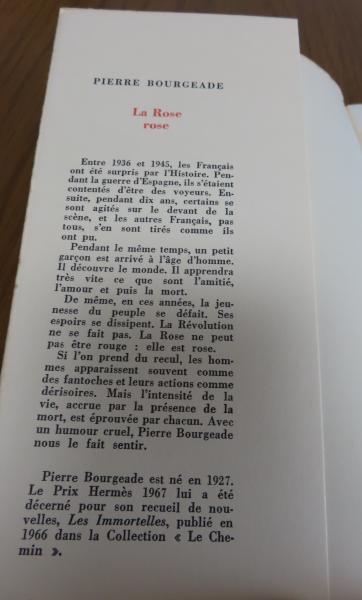 PIERRE BOURGEADE
La Rose
rose
Entre 1936 et 1945, les Français
ont été surpris par l'Histoire. Pen-
dant la guerre d'Espagne, ils s'étaient
contentés d'être des voyeurs. En-
suite, pendant dix ans, certains se
sont agités sur le devant de la
scène, et les autres Français, pas
tous, s'en sont tirés comme ils
ont pu.
Pendant le même temps, un petit
garçon est arrivé à l'âge d'homme.
Il découvre le monde. Il apprendra
très vite ce que sont l'amitié,
l'amour et puis la mort.
De même, en ces années, la jeu-
nesse du peuple se défait. Ses
espoirs se dissipent. La Révolution
ne se fait pas. La Rose ne peut
pas être rouge : elle est rose.
Si l'on prend du recul, les hom-
mes apparaissent souvent comme
des fantoches et leurs actions comme
dérisoires. Mais l'intensité de la
vie, accrue par la présence de la
mort, est éprouvée par chacun. Avec
un humour cruel, Pierre Bourgeade
nous le fait sentir.
Pierre Bourgeade est né en 1927.
Le Prix Hermès 1967 lui a été
décerné pour son recueil de nou-
velles, Les Immortelles, publié en
1966 dans la Collection « Le Che-
min ».